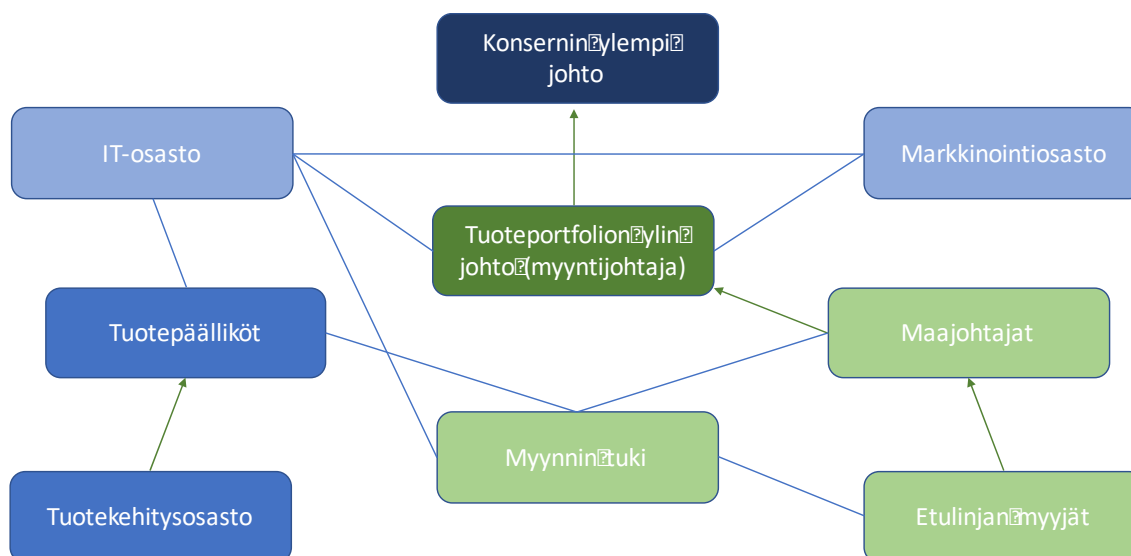 Konsernin ylempi
johto
IT-osasto
Markkinointiosasto
Tuoteportfolion ylin
johto (myyntijohtaja)
Tuotepäälliköt
Maajohtajat
Myynnin tuki
Tuotekehitysosasto
Etulinjan myyjät